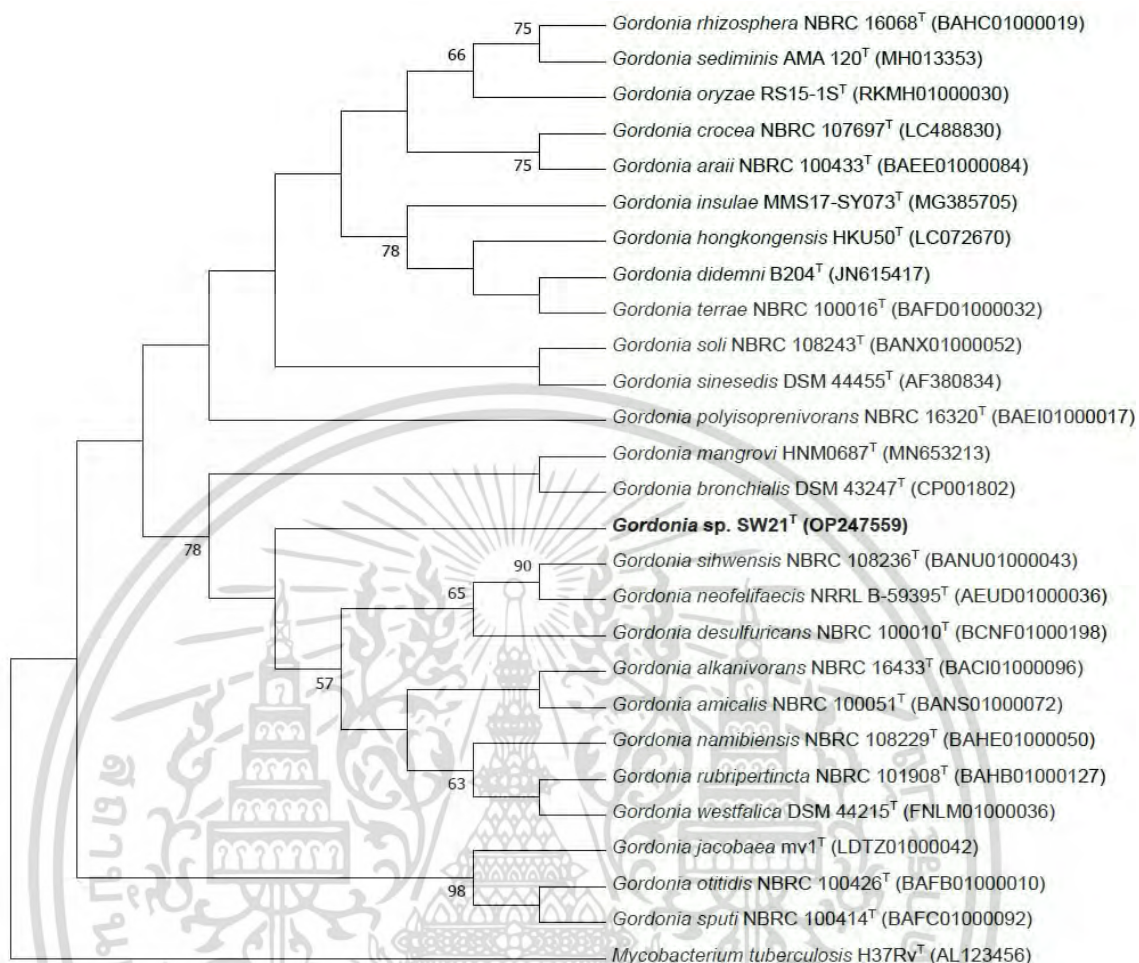 75
Gordonia rhizosphera NBRC 16068ᵀ (BAHC01000019)
66
Gordonia sediminis AMA 120ᵀ (MH013353)
Gordonia oryzae RS15-1Sᵀ (RKMH01000030)
Gordonia crocea NBRC 107697ᵀ (LC488830)
75
Gordonia araii NBRC 100433ᵀ (BAEE01000084)
Gordonia insulae MMS17-SY073ᵀ (MG385705)
78
Gordonia hongkongensis HKU50ᵀ (LC072670)
Gordonia didemni B204ᵀ (JN615417)
Gordonia terrae NBRC 100016ᵀ (BAFD01000032)
Gordonia soli NBRC 108243ᵀ (BANX01000052)
Gordonia sinesedis DSM 44455ᵀ (AF380834)
Gordonia polyisoprenivorans NBRC 16320ᵀ (BAEI01000017)
Gordonia mangrovi HNM0687ᵀ (MN653213)
Gordonia bronchialis DSM 43247ᵀ (CP001802)
Gordonia sp. SW21ᵀ (OP247559)
78
90
Gordonia sihwensis NBRC 108236ᵀ (BANU01000043)
65
Gordonia neofelifaecis NRRL B-59395ᵀ (AEUD01000036)
Gordonia desulfuricans NBRC 100010ᵀ (BCNF01000198)
57
Gordonia alkanivorans NBRC 16433ᵀ (BACI01000096)
Gordonia amicalis NBRC 100051ᵀ (BANS01000072)
Gordonia namibiensis NBRC 108229ᵀ (BAHE01000050)
63
Gordonia rubripertincta NBRC 101908ᵀ (BAHB01000127)
Gordonia westfalica DSM 44215ᵀ (FNLM01000036)
Gordonia jacobaea mv1ᵀ (LDTZ01000042)
98
Gordonia otitidis NBRC 100426ᵀ (BAFB01000010)
Gordonia sputi NBRC 100414ᵀ (BAFC01000092)
Mycobacterium tuberculosis H37Rvᵀ (AL123456)